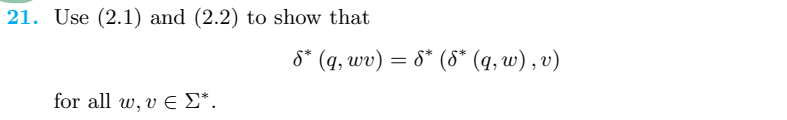 21. Use (2.1) and (2.2) to show that
δ* (q, wv) = δ* (δ* (q, w) , v)
for all w, v ∈ Σ*.